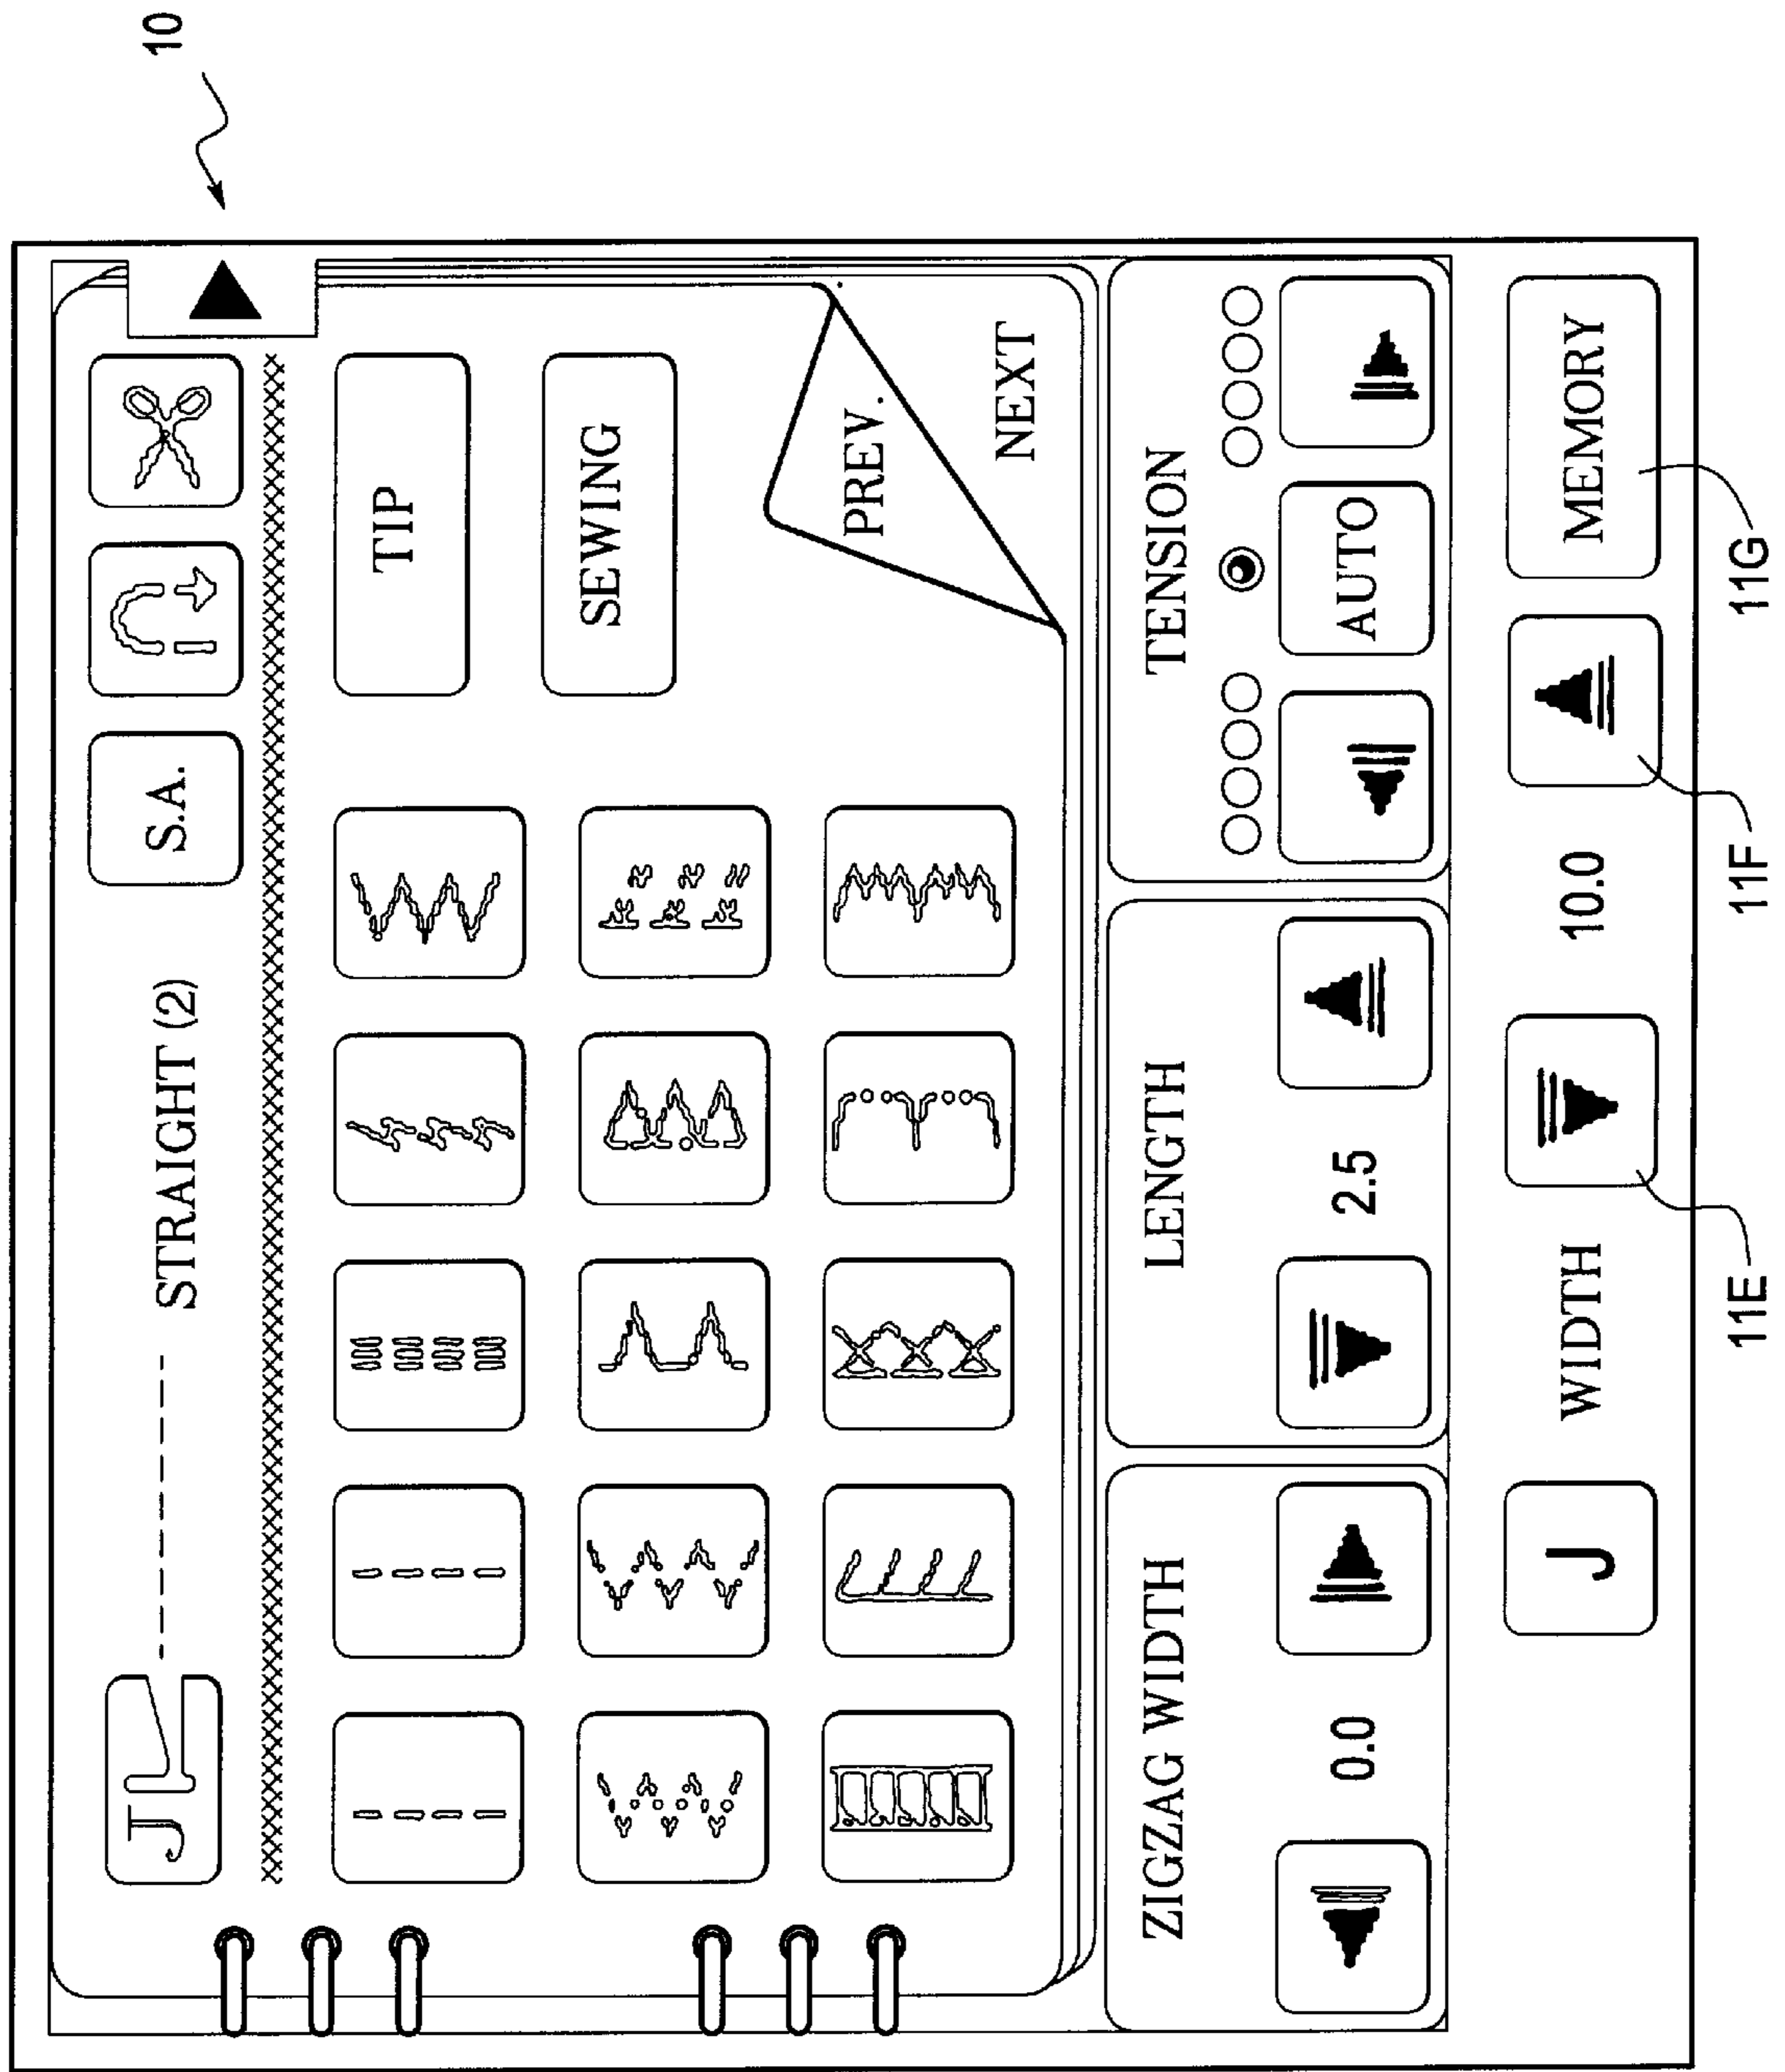 10
J STRAIGHT (2) S.A.
TIP
SEWING
PREV.
NEXT
ZIGZAG WIDTH LENGTH TENSION
0.0 2.5 AUTO
J WIDTH 10.0 MEMORY
11E 11F 11G